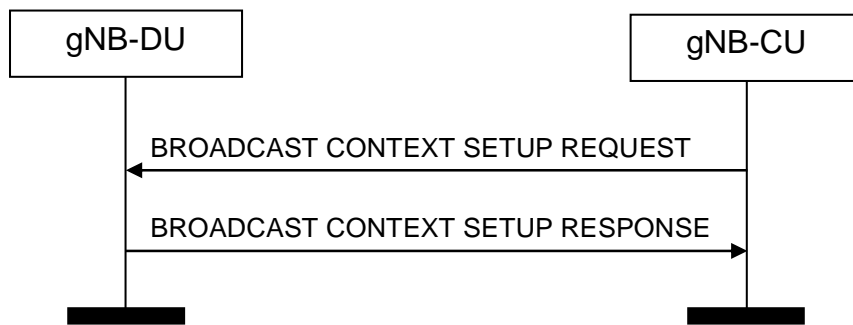 gNB-DU
gNB-CU
BROADCAST CONTEXT SETUP REQUEST
BROADCAST CONTEXT SETUP RESPONSE